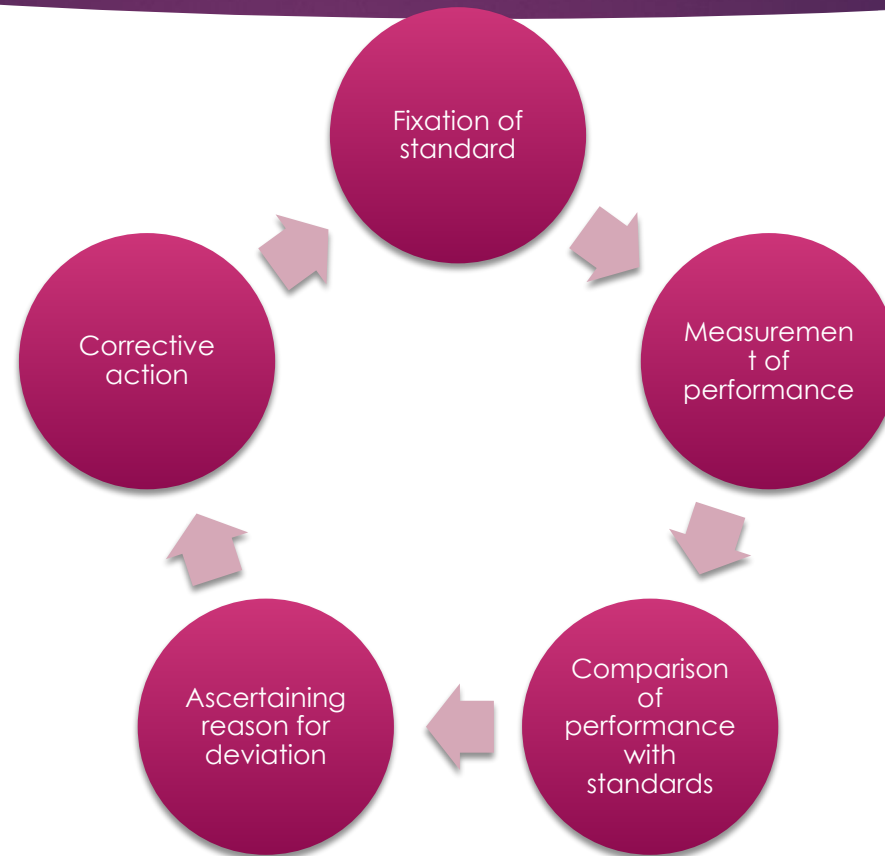 Fixation of
standard
Measuremen
t of
performance
Comparison
of
performance
with
standards
Ascertaining
reason for
deviation
Corrective
action